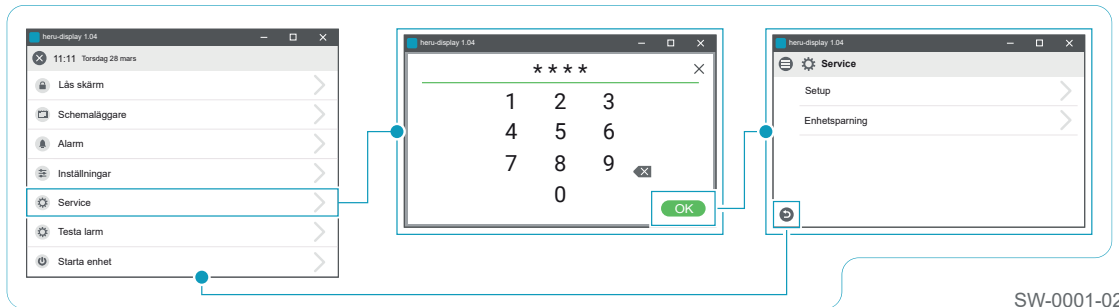 heru-display 1.04
11:11 Torsdag 28 mars
Lås skärm
Schemaläggare
Alarm
Inställningar
Service
Testa larm
Starta enhet
heru-display 1.04
****
1 2 3
4 5 6
7 8 9
0
OK
heru-display 1.04
Service
Setup
Enhetsparning
SW-0001-02